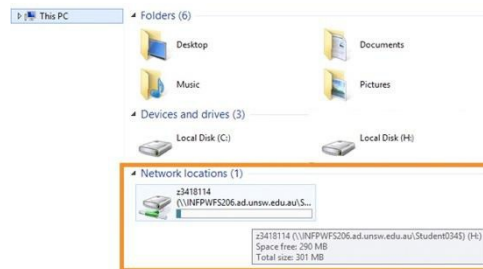 This PC
Folders (6)
Desktop
Documents
Music
Pictures
Devices and drives (3)
Local Disk (C:)
Local Disk (H:)
Network locations (1)
z3418114
(\\INFPWFS206.ad.unsw.edu.au\S...
z3418114 (\\INFPWFS206.ad.unsw.edu.au\Student034$) (H:)
Space free: 290 MB
Total size: 301 MB